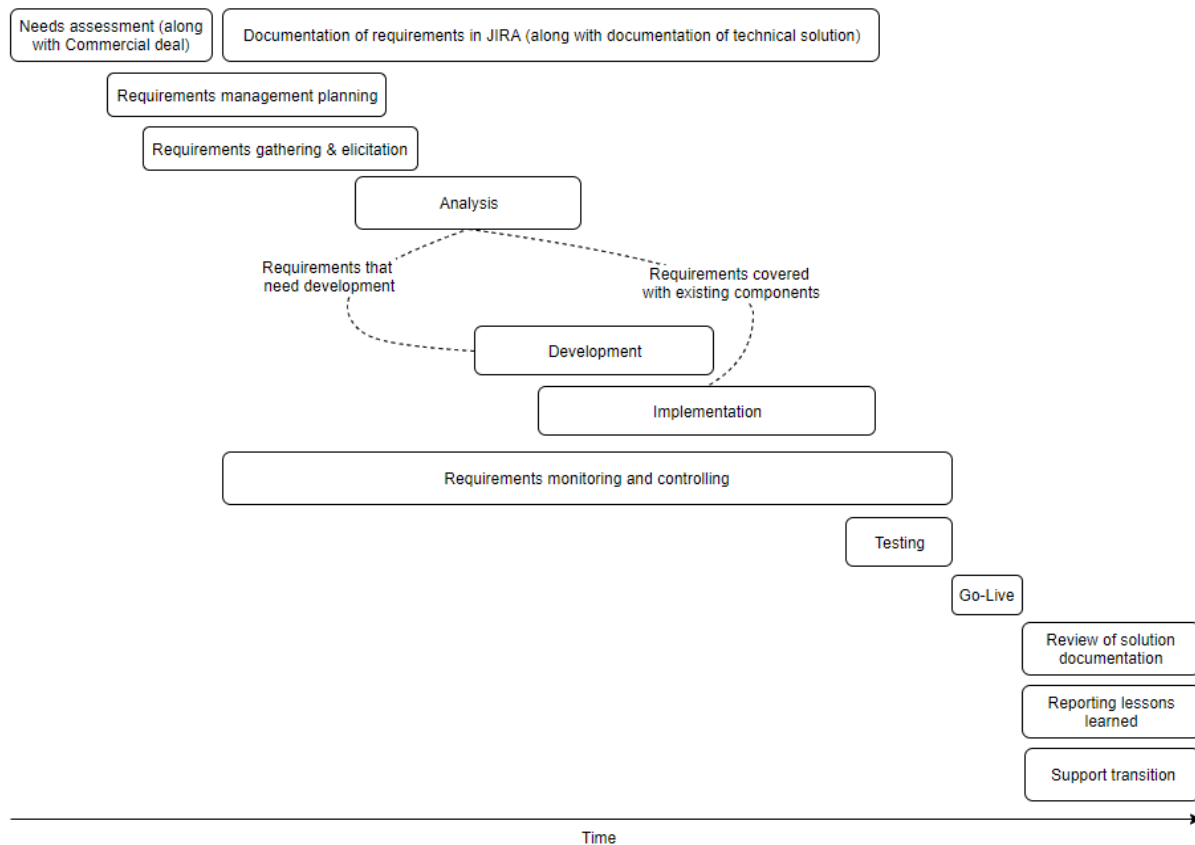 Needs assessment (along
with Commercial deal)
Documentation of requirements in JIRA (along with documentation of technical solution)
Requirements management planning
Requirements gathering & elicitation
Analysis
Requirements that
need development
Requirements covered
with existing components
Development
Implementation
Requirements monitoring and controlling
Testing
Go-Live
Review of solution
documentation
Reporting lessons
learned
Support transition
Time